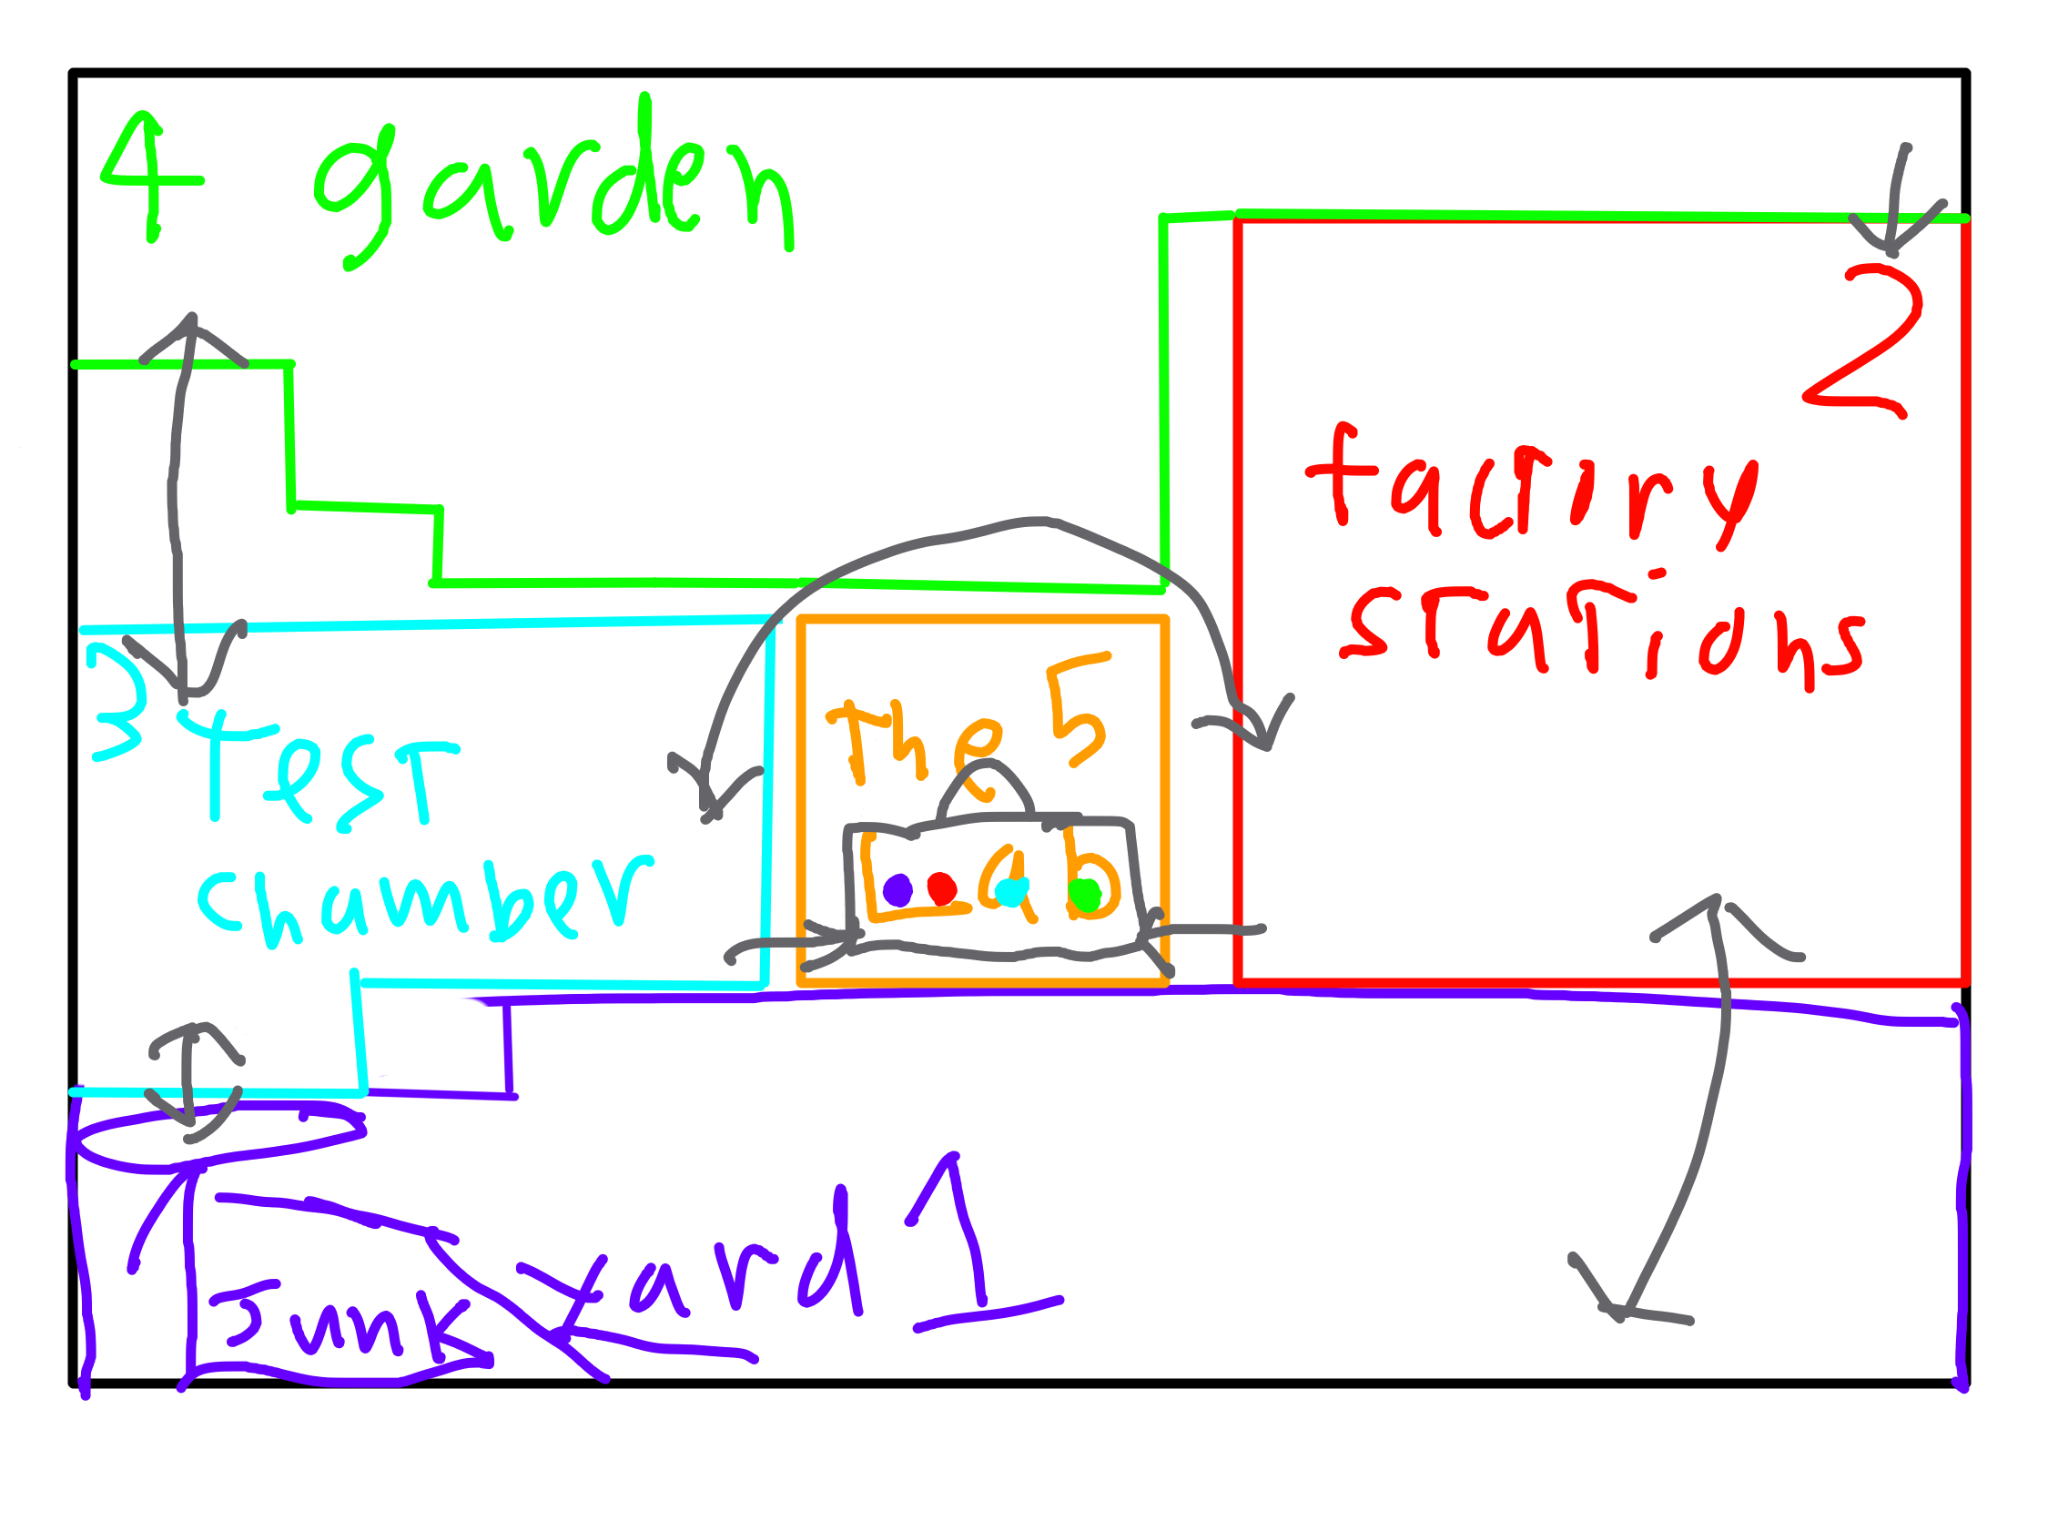 4 garden
2
factory
stations
3 Test
chamber
The 5
Lab
Junk Yard 1